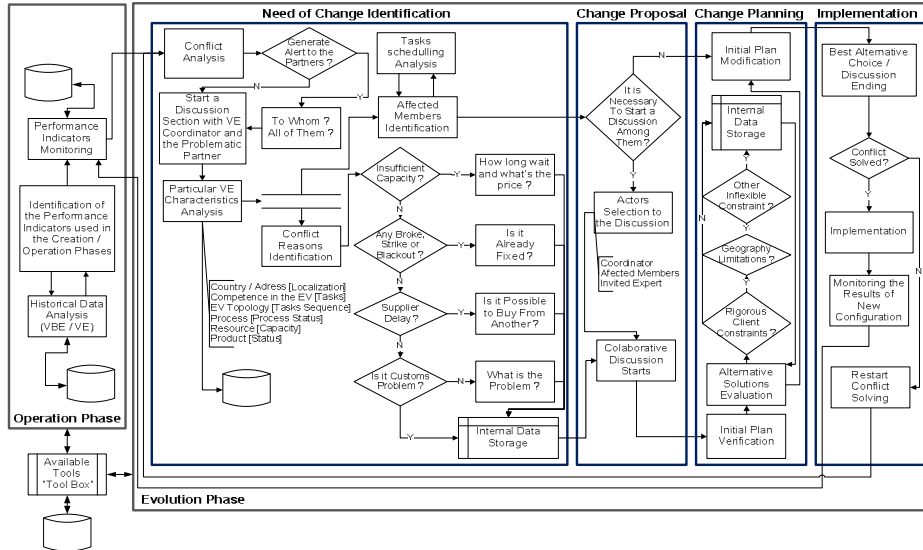 Need of Change Identification
Change Proposal
Change Planning
Implementation
Conflict
Analysis
Generate
Alert to the
Partners ?
N
Y
Tasks
schedulling
Analysis
Start a
Discussion
Section with VE
Coordinator and
the Problematic
Partner
To Whom ?
All of Them ?
Affected
Members
Identification
Particular VE
Characteristics
Analysis
Conflict
Reasons
Identification
Insufficient
Capacity?
Y
How long wait
and what's the
price ?
N
Any Broke,
Strike or
Blackout?
Y
Is it
Already
Fixed ?
N
Supplier
Delay?
Y
Is it Possible
to Buy From
Another?
N
Is it Customs
Problem ?
N
What is the
Problem ?
Y
Internal Data
Storage
Country / Adress [Localization]
Competence in the EV [Tasks]
EV Topology [Tasks Sequence]
Process [Process Status]
Resource [Capacity]
Product [Status]
Performance
Indicators
Monitoring
Identification
of the
Performance
Indicators used
in the
Creation /
Operation Phases
Historical Data
Analysis
(VBE / VE)
Operation Phase
Available
Tools
"Tool Box"
Evolution Phase
It is
Necessary
To Start a
Discussion
Among
Them ?
N
Y
Actors
Selection to
the Discussion
Coordinator
Affected Members
Invited Expert
Colaborative
Discussion
Starts
Initial Plan
Modification
Internal Data
Storage
Y
Other
Inflexible
Constraint ?
N
Y
Geography
Limitations ?
Y
Rigorous
Client
Constraints ?
Alternative
Solutions
Evaluation
Initial Plan
Verification
Best Alternative
Choice /
Discussion
Ending
Conflict
Solved?
Y
N
Implementation
Monitoring the
Results of
New
Configuration
Restart
Conflict
Solving